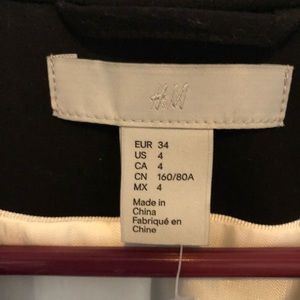 H&M
EUR 34
US 4
CA 4
CN 160/80A
MX 4
Made in
China
Fabriqué en
Chine